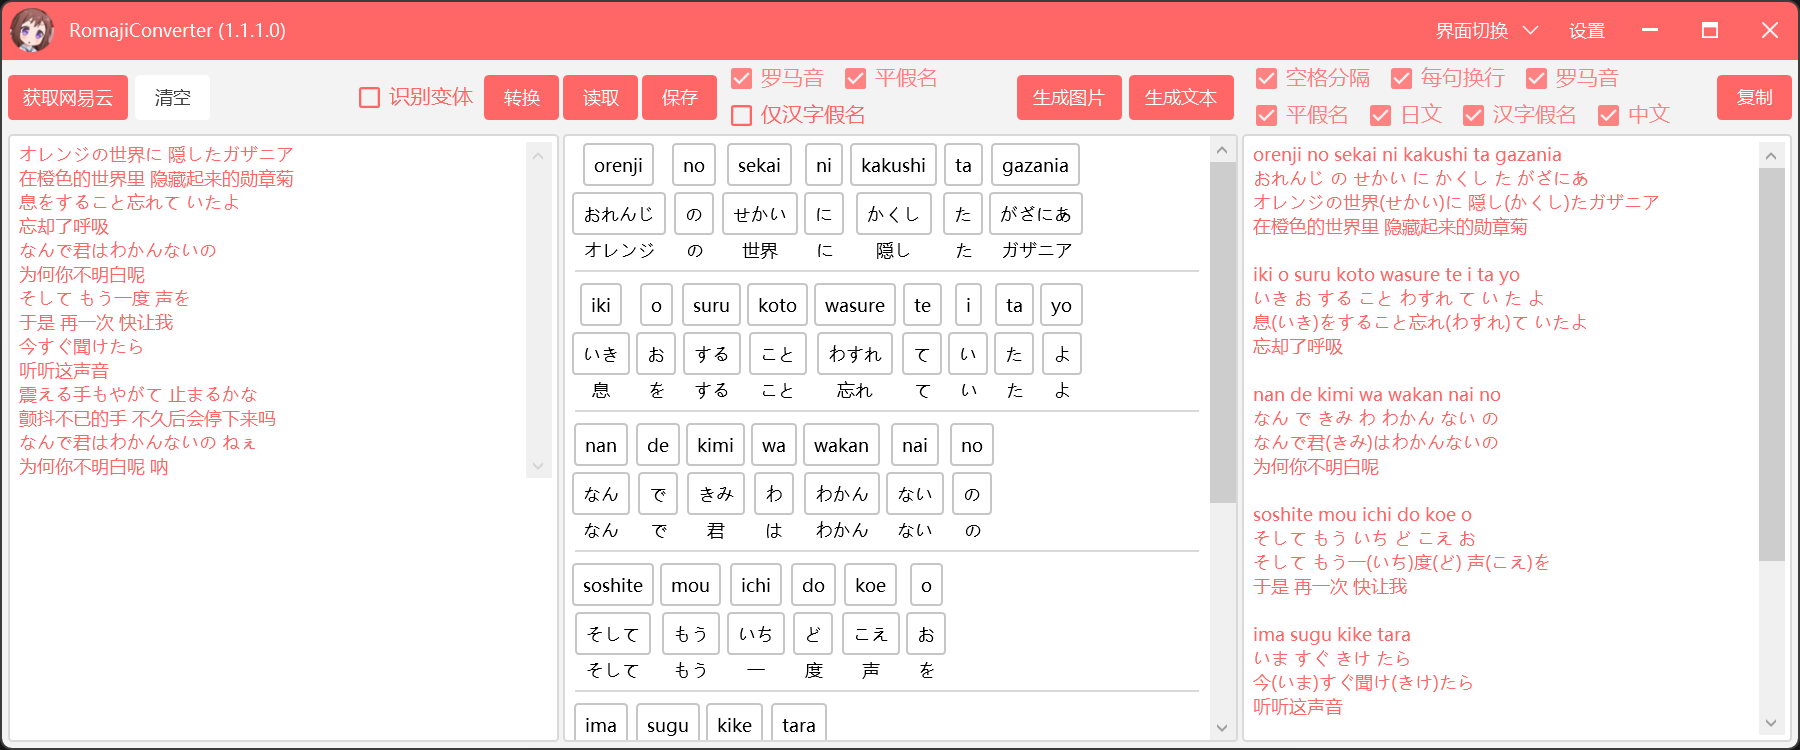 RomajiConverter (1.1.1.0)
界面切换
设置
获取网易云
清空
识别变体
转换
读取
保存
罗马音
平假名
仅汉字假名
生成图片
生成文本
空格分隔
每句换行
罗马音
平假名
日文
汉字假名
中文
复制
オレンジの世界に 隠したガザニア
在橙色的世界里 隐藏起来的勋章菊
息をすること忘れて いたよ
忘却了呼吸
なんで君はわかんないの
为何你不明白呢
そして もう一度 声を
于是 再一次 快让我
今すぐ聞けたら
听听这声音
震える手もやがて 止まるかな
颤抖不已的手 不久后会停下来吗
なんで君はわかんないの ねぇ
为何你不明白呢 呐
orenji no sekai ni kakushi ta gazania
おれんじ の せかい に かくし た がざにあ
オレンジ の 世界 に 隠し た ガザニア
iki o suru koto wasure te i ta yo
いき お する こと わすれ て い た よ
息 を する こと 忘れ て い た よ
nan de kimi wa wakan nai no
なん で きみ わ わかん ない の
なん で 君 は わかん ない の
soshite mou ichi do koe o
そして もう いち ど こえ お
そして もう 一 度 声 を
ima sugu kike tara
orenji no sekai ni kakushi ta gazania
おれんじ の せかい に かくし た がざにあ
オレンジの世界(せかい)に 隠し(かくし)たガザニア
在橙色的世界里 隐藏起来的勋章菊
iki o suru koto wasure te i ta yo
いき お する こと わすれ て い た よ
息(いき)をすること忘れ(わすれ)て いたよ
忘却了呼吸
nan de kimi wa wakan nai no
なん で きみ わ わかん ない の
なんで君(きみ)はわかんないの
为何你不明白呢
soshite mou ichi do koe o
そして もう いち ど こえ お
そして もう一(いち)度(ど) 声(こえ)を
于是 再一次 快让我
ima sugu kike tara
いま すぐ きけ たら
今(いま)すぐ聞け(きけ)たら
听听这声音